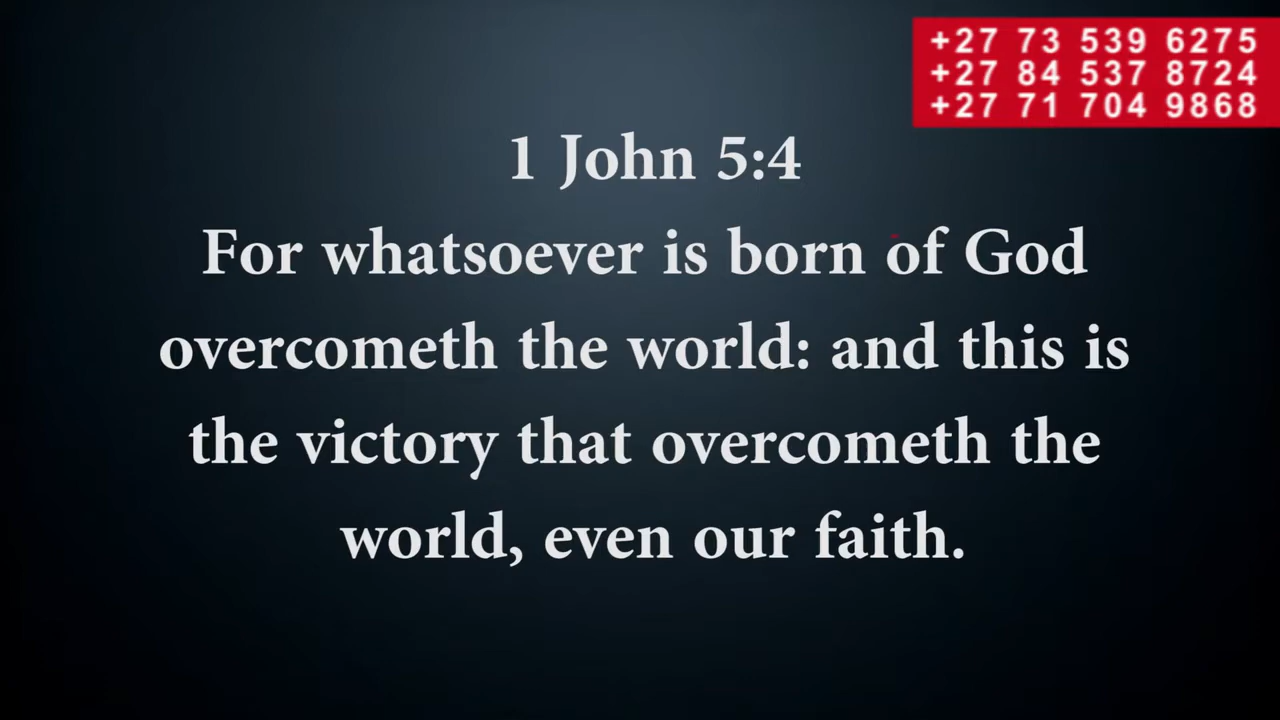 +27 73 539 6275
+27 84 537 8724
+27 71 704 9868
1 John 5:4
For whatsoever is born of God
overcometh the world: and this is
the victory that overcometh the
world, even our faith.